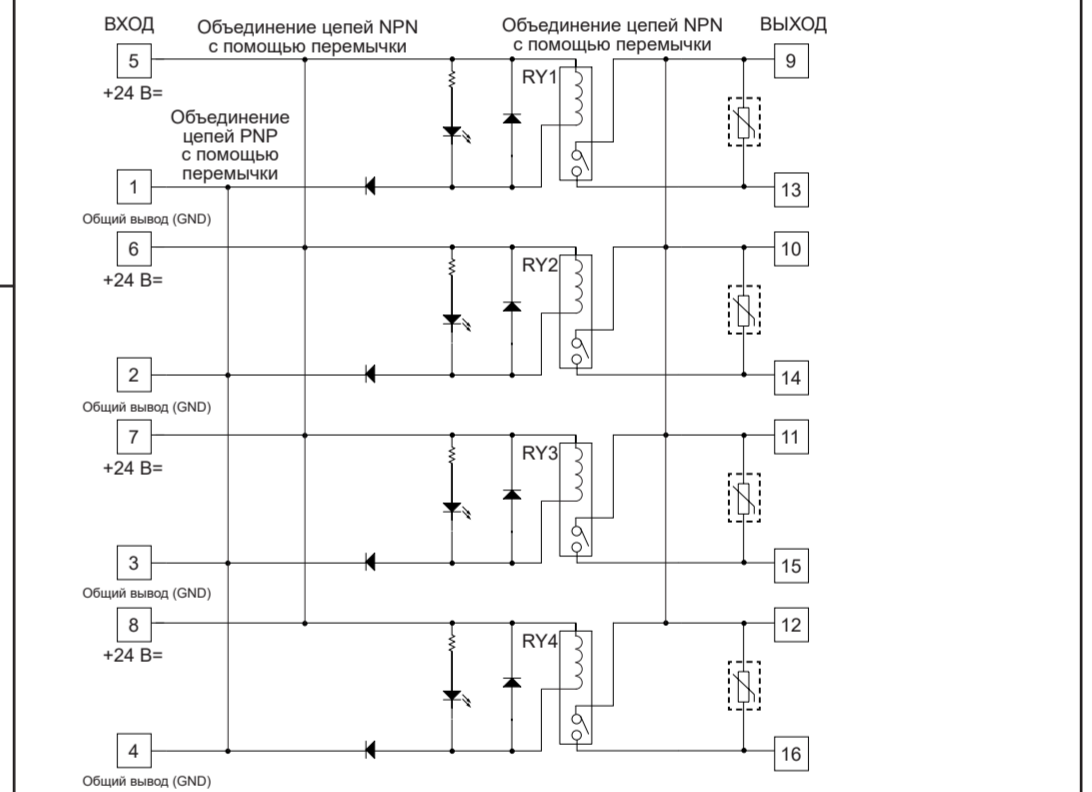 ВХОД
Объединение цепей NPN
с помощью перемычки
Объединение цепей NPN
с помощью перемычки
ВЫХОД
5
RY1
9
+24 В=
Объединение
цепей PNP
с помощью
перемычки
1
13
Общий вывод (GND)
6
RY2
10
+24 В=
2
14
Общий вывод (GND)
7
RY3
11
+24 В=
3
15
Общий вывод (GND)
8
RY4
12
+24 В=
4
16
Общий вывод (GND)